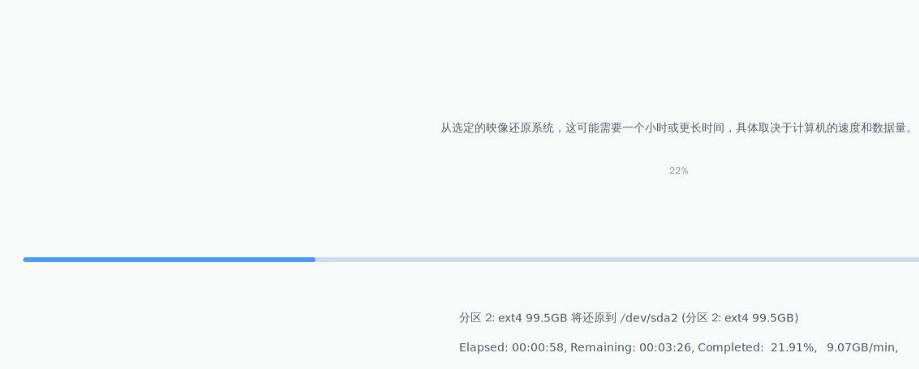 从选定的映像还原系统，这可能需要一个小时或更长时间，具体取决于计算机的速度和数据量。
22%
分区 2: ext4 99.5GB 将还原到 /dev/sda2 (分区 2: ext4 99.5GB)
Elapsed: 00:00:58, Remaining: 00:03:26, Completed: 21.91%, 9.07GB/min,